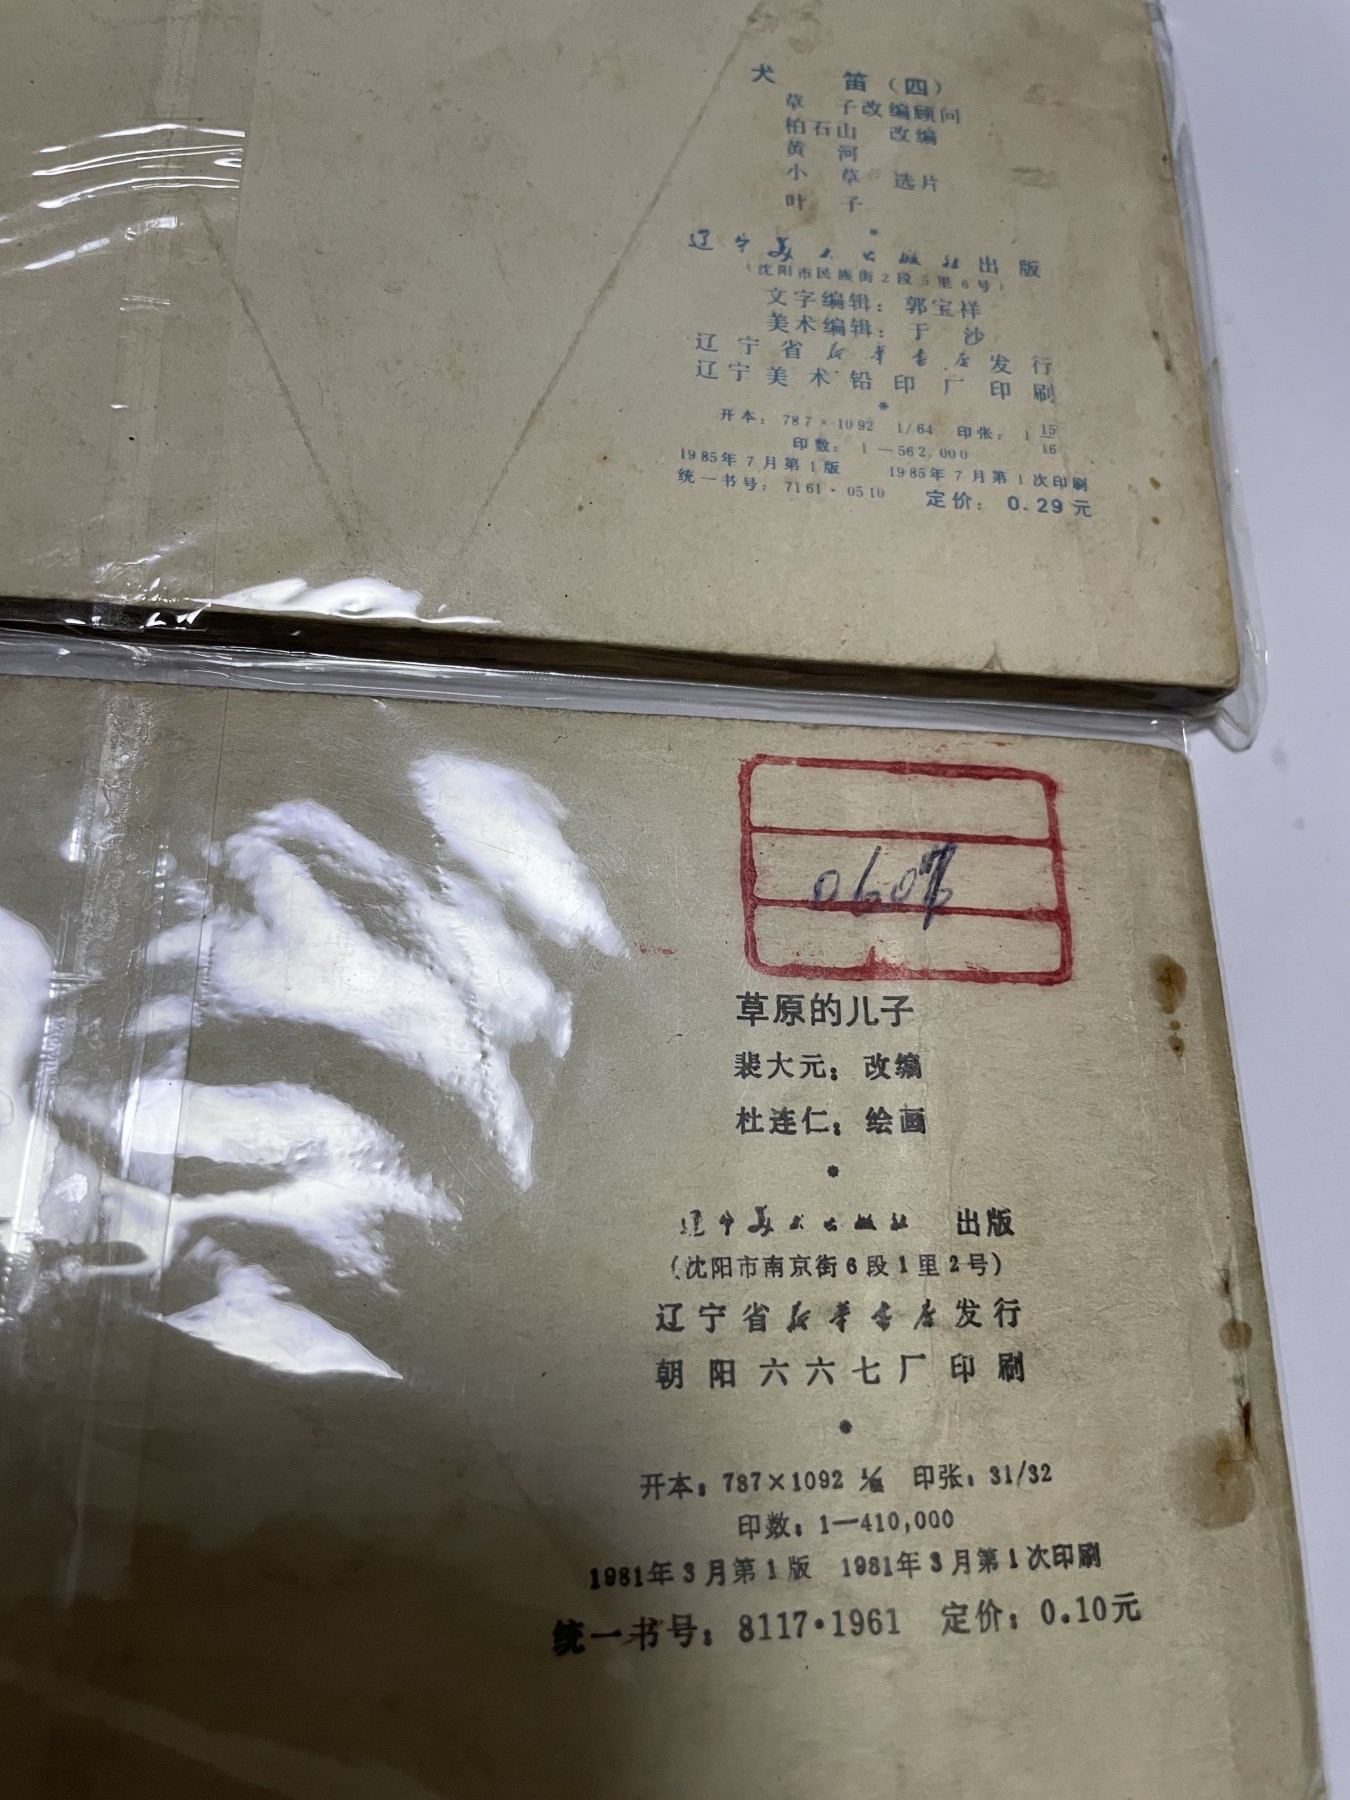 犬 笛（四）
草 子改编顾问
柏石山 改编
黄 河
小 草 选片
叶 子
*
辽宁美术出版社出版
（沈阳市民族街2段5里6号）
文字编辑：郭宝祥
美术编辑：于 沙
辽宁省新华书店发行
辽宁美术铅印厂印刷
*
开本：787×1092 1/64 印张：1 15/16
印数：1—562,000
1985年7月第1版 1985年7月第1次印刷
统一书号：7161·0510 定价：0.29元
草原的儿子
裴大元：改编
杜连仁：绘画
*
辽宁美术出版社 出版
（沈阳市南京街6段1里2号）
辽宁省新华书店发行
朝阳六六七厂印刷
*
开本：787×1092 印张：31/32
印数：1—410,000
1981年3月第1版 1981年3月第1次印刷
统一书号：8117·1961 定价：0.10元